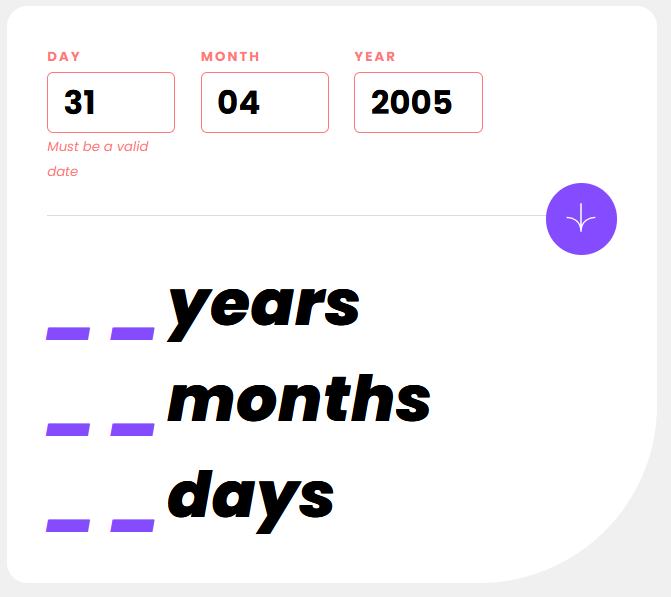 DAY MONTH YEAR
31 04 2005
Must be a valid
date
_ _ years
_ _ months
_ _ days